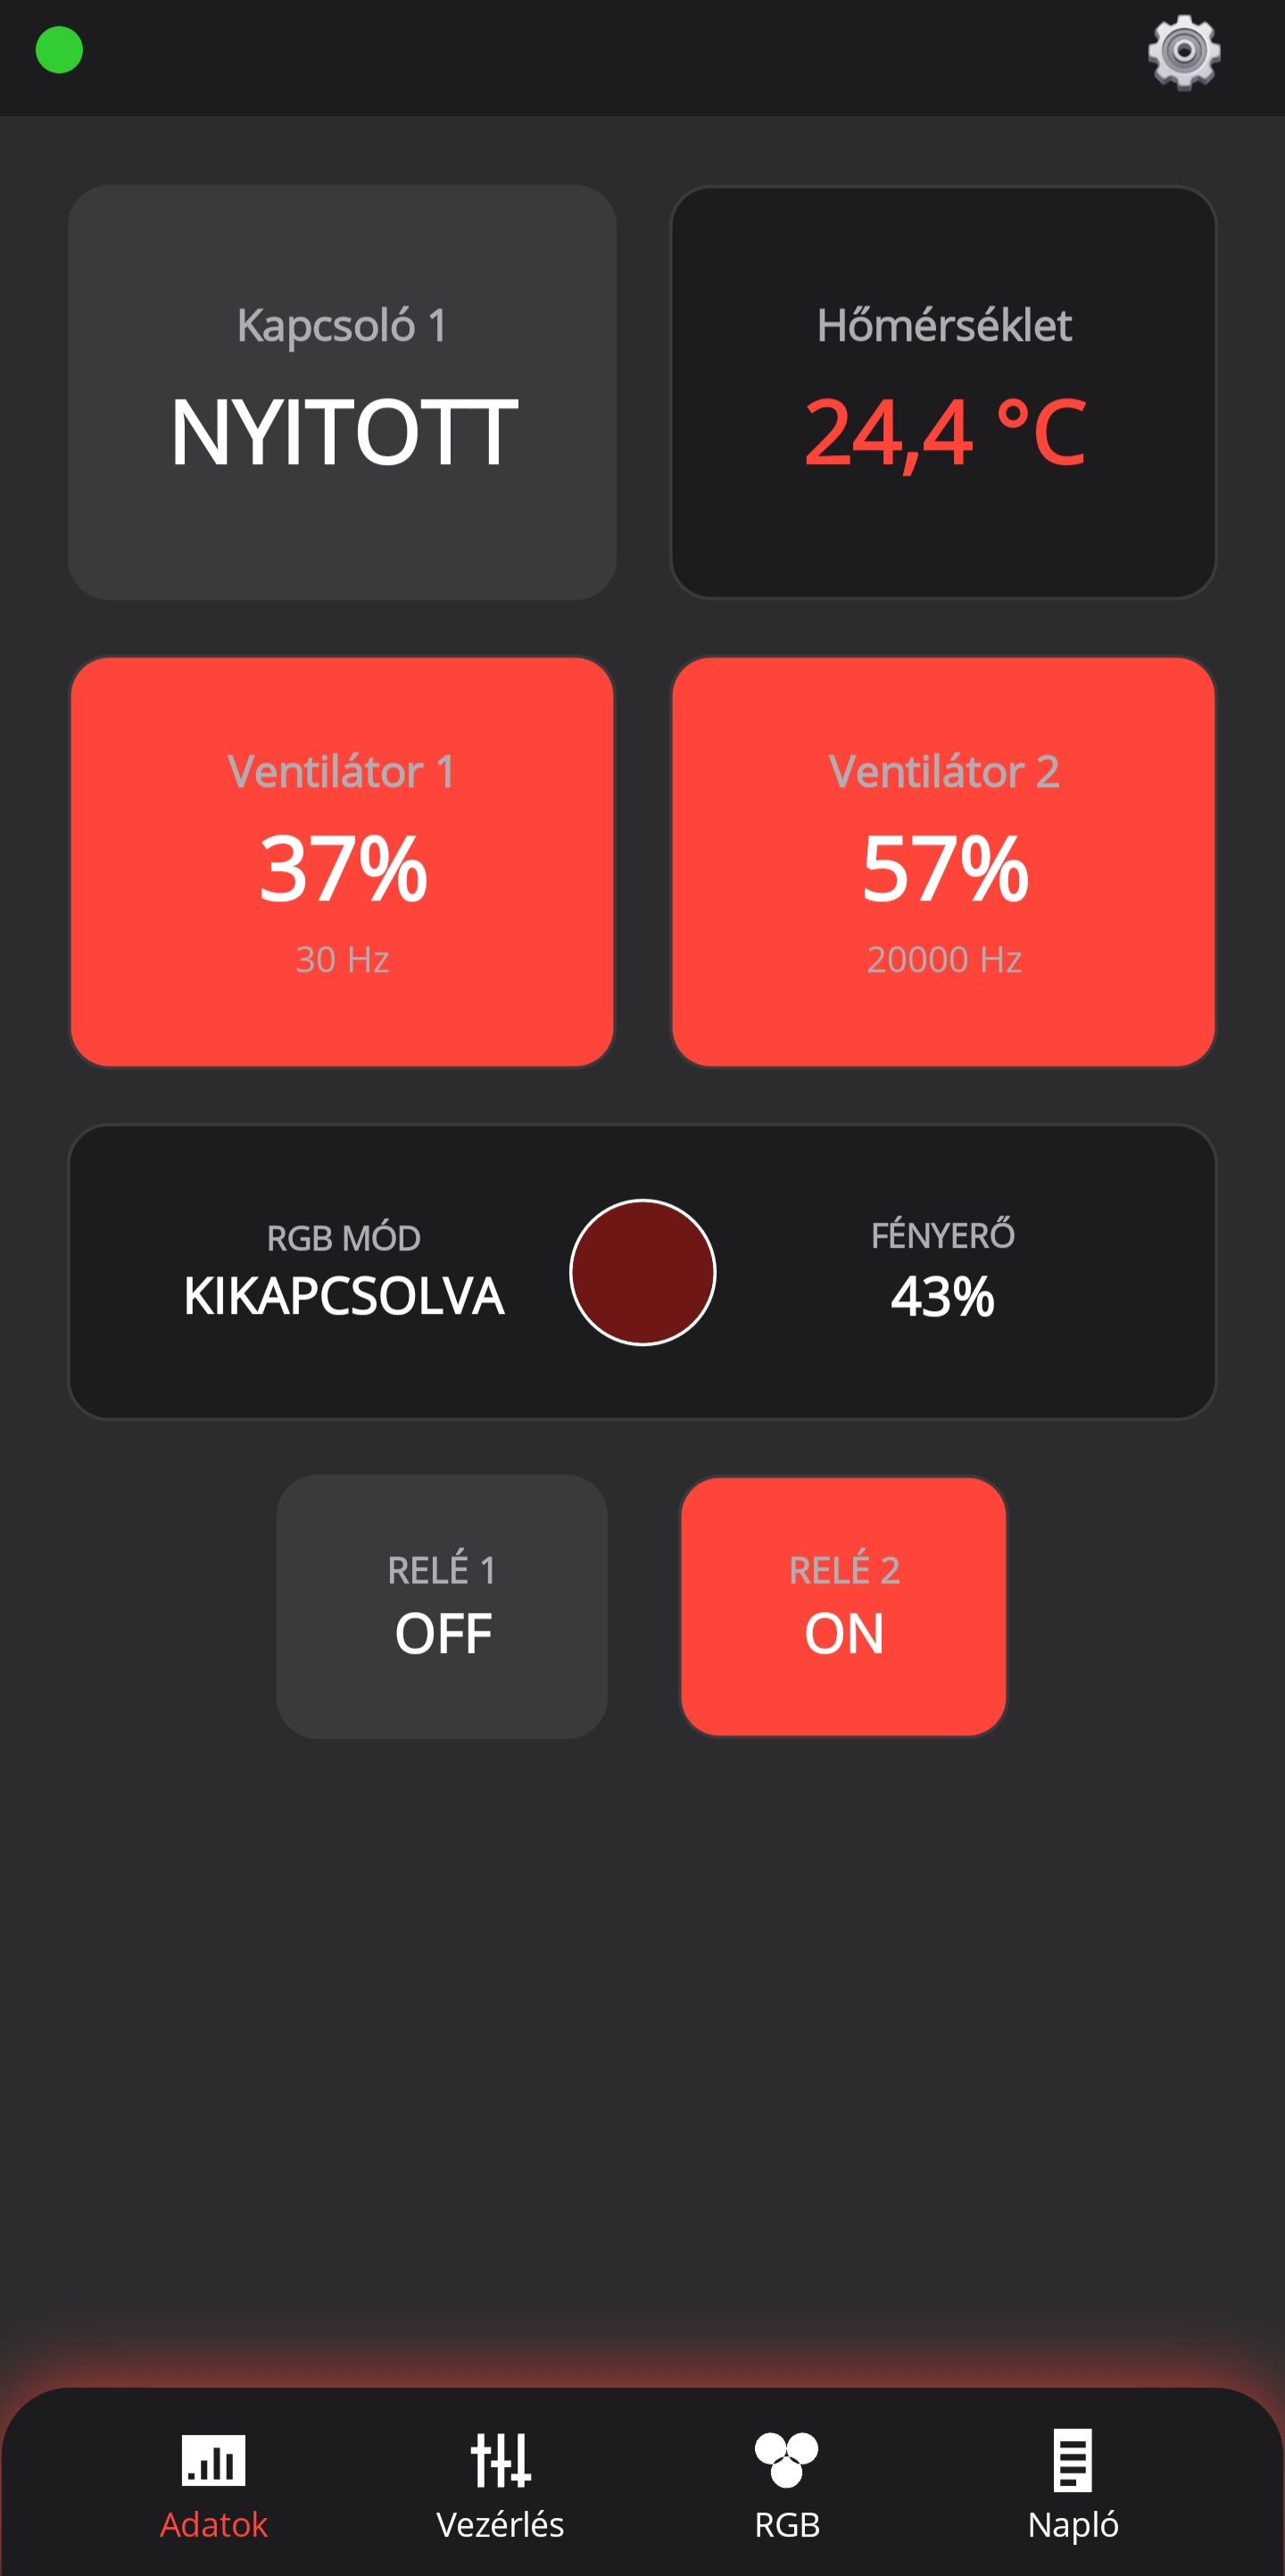 Kapcsoló 1
NYITOTT
Hőmérséklet
24,4 °C
Ventilátor 1
37%
30 Hz
Ventilátor 2
57%
20000 Hz
RGB MÓD
KIKAPCSOLVA
FÉNYERŐ
43%
RELÉ 1
OFF
RELÉ 2
ON
Adatok
Vezérlés
RGB
Napló